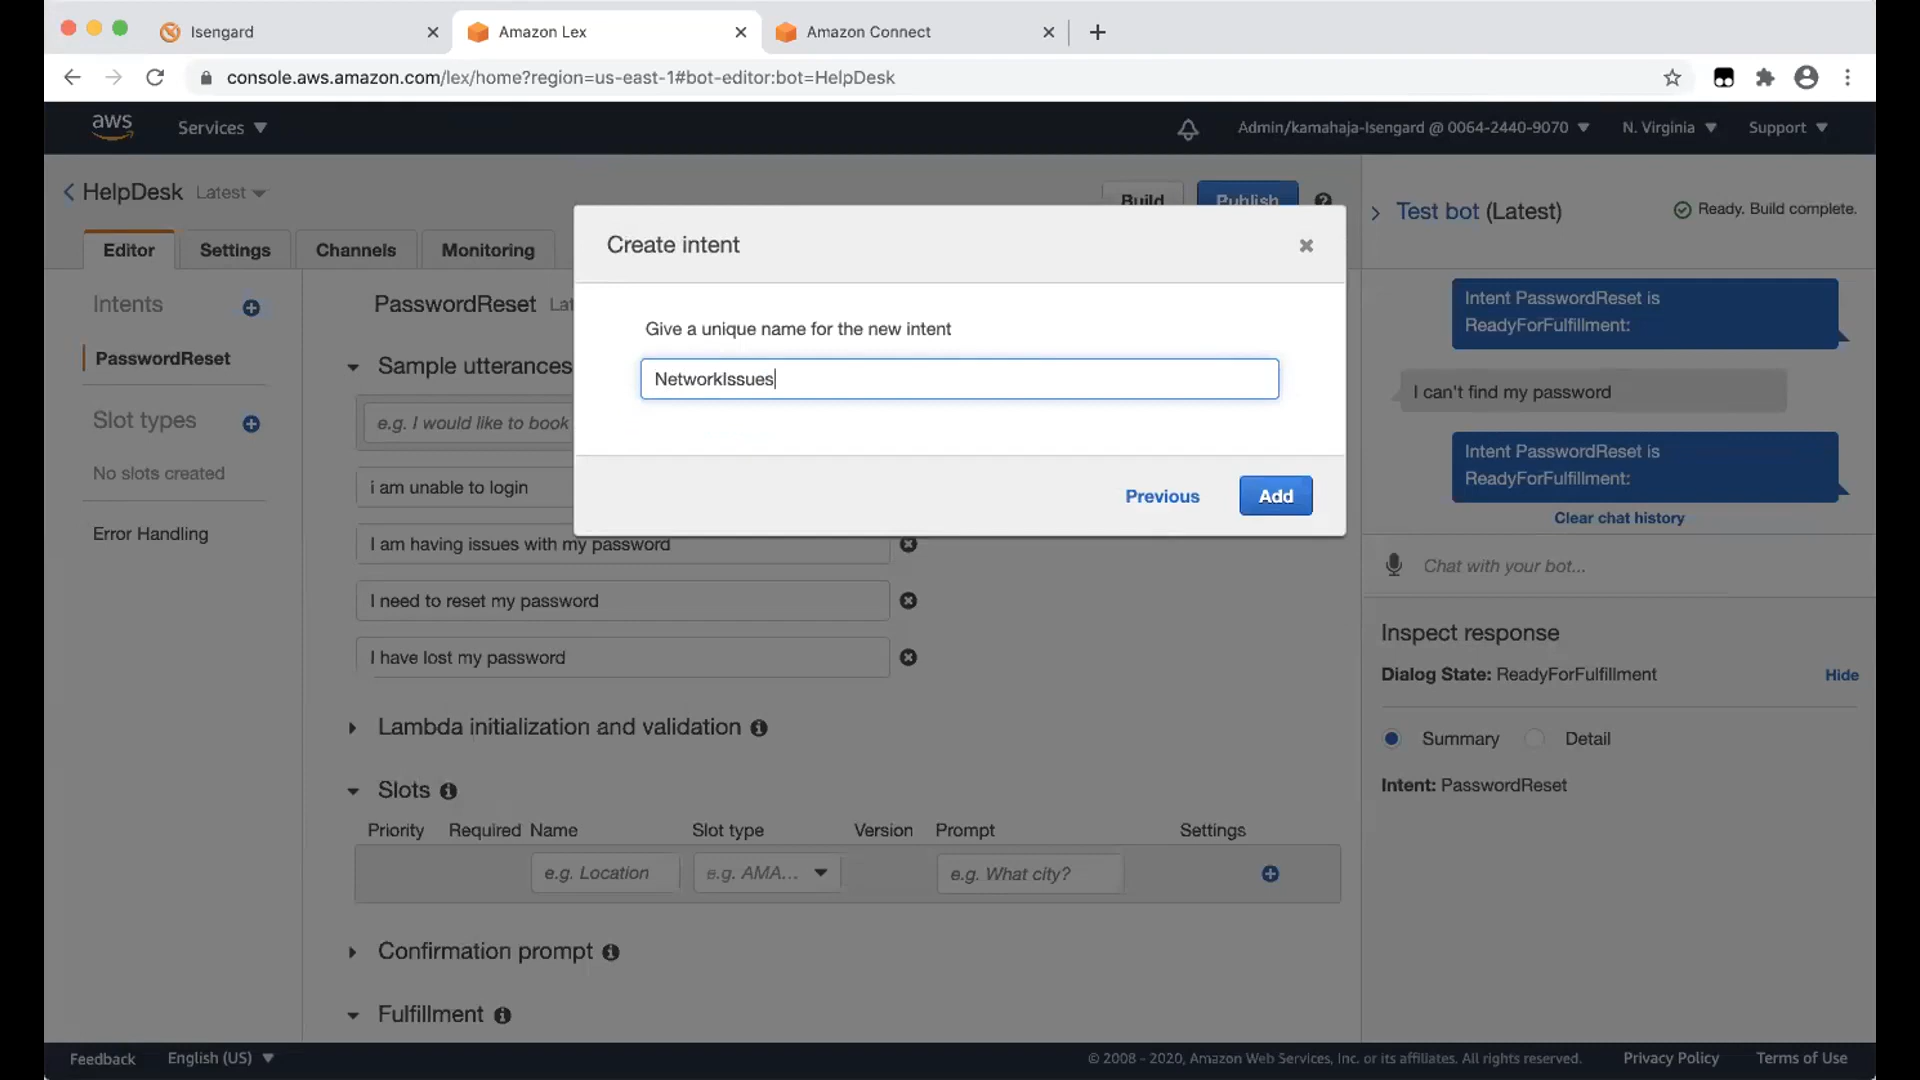 Isengard
Amazon Lex
Amazon Connect
console.aws.amazon.com/lex/home?region=us-east-1#bot-editor:bot=HelpDesk
aws
Services
Admin/kamahaja-Isengard @ 0064-2440-9070
N. Virginia
Support
HelpDesk Latest
Build
Publish
Test bot (Latest)
Ready. Build complete.
Editor
Settings
Channels
Monitoring
Create intent
Give a unique name for the new intent
NetworkIssues
Previous
Add
Intents
PasswordReset
Slot types
No slots created
Error Handling
PasswordReset Lat
Sample utterances
e.g. I would like to book
i am unable to login
I am having issues with my password
I need to reset my password
I have lost my password
Lambda initialization and validation
Slots
Priority Required Name Slot type Version Prompt Settings
e.g. Location e.g. AMA... e.g. What city?
Confirmation prompt
Fulfillment
Intent PasswordReset is
ReadyForFulfillment:
I can't find my password
Intent PasswordReset is
ReadyForFulfillment:
Clear chat history
Chat with your bot...
Inspect response
Dialog State: ReadyForFulfillment
Hide
Summary
Detail
Intent: PasswordReset
Feedback
English (US)
© 2008 - 2020, Amazon Web Services, Inc. or its affiliates. All rights reserved.
Privacy Policy
Terms of Use